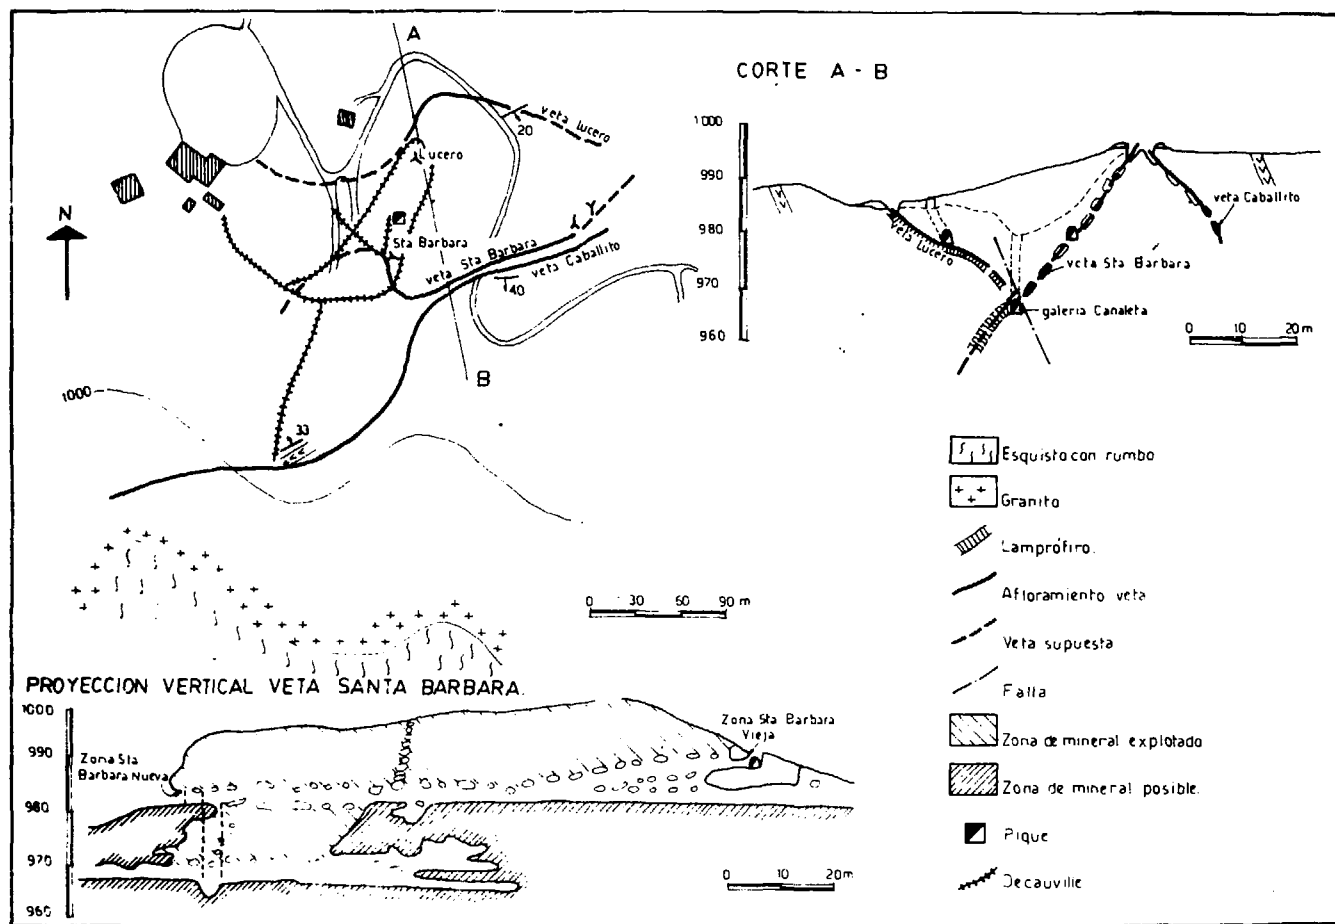 A
veta Lucero
20
Lucero
N
Sta Barbara
veta Sta Barbara
veta Caballito
40
B
1000
33
0 30 60 90 m
CORTE A - B
1000
990
980
970
960
veta Lucero
veta Caballito
veta Sta Barbara
galeria Canaleta
0 10 20 m
Esquisto con rumbo
Granito
Lamprófiro.
Afloramiento veta
Veta supuesta
Falla
Zona de mineral explotado
Zona de mineral posible.
Pique
Decauville
PROYECCION VERTICAL VETA SANTA BARBARA.
1000
990
980
970
960
Zona Sta
Barbara Nueva
Zona Sta Barbara
Vieja
0 10 20m